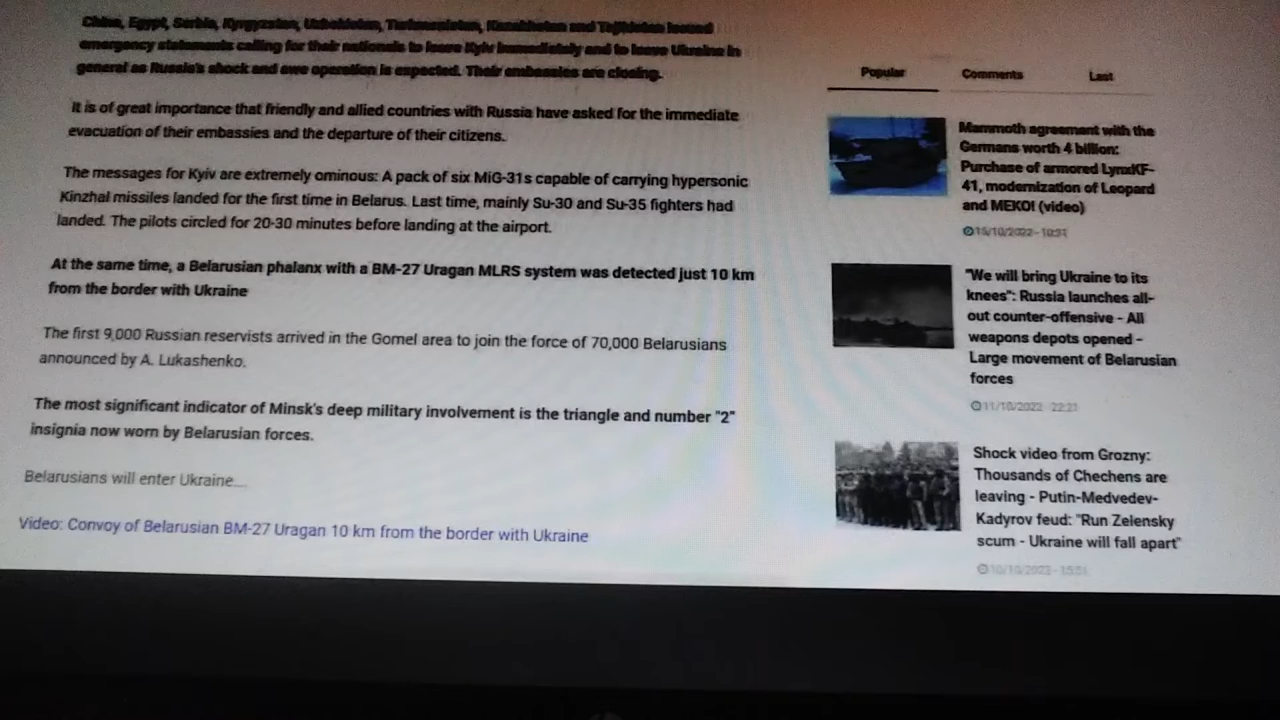 China, Egypt, Serbia, Kyrgyzstan, Uzbekistan, Turkmenistan, Kazakhstan and Tajikistan issued
emergency statements calling for their nationals to leave Kyiv immediately and to leave Ukraine in
general as Russia's shock and awe operation is expected. Their embassies are closing.
It is of great importance that friendly and allied countries with Russia have asked for the immediate
evacuation of their embassies and the departure of their citizens.
The messages for Kyiv are extremely ominous: A pack of six MiG-31s capable of carrying hypersonic
Kinzhal missiles landed for the first time in Belarus. Last time, mainly Su-30 and Su-35 fighters had
landed. The pilots circled for 20-30 minutes before landing at the airport.
At the same time, a Belarusian phalanx with a BM-27 Uragan MLRS system was detected just 10 km
from the border with Ukraine
The first 9,000 Russian reservists arrived in the Gomel area to join the force of 70,000 Belarusians
announced by A. Lukashenko.
The most significant indicator of Minsk's deep military involvement is the triangle and number "2"
insignia now worn by Belarusian forces.
Belarusians will enter Ukraine....
Video: Convoy of Belarusian BM-27 Uragan 10 km from the border with Ukraine
Popular
Comments
Last
Mammoth agreement with the
Germans worth 4 billion:
Purchase of armored LynxKF-
41, modernization of Leopard
and MEKO! (video)
15/10/2022 - 10:31
"We will bring Ukraine to its
knees": Russia launches all-
out counter-offensive - All
weapons depots opened -
Large movement of Belarusian
forces
11/10/2022 - 22:21
Shock video from Grozny:
Thousands of Chechens are
leaving - Putin-Medvedev-
Kadyrov feud: "Run Zelensky
scum - Ukraine will fall apart"
10/10/2022 - 15:51